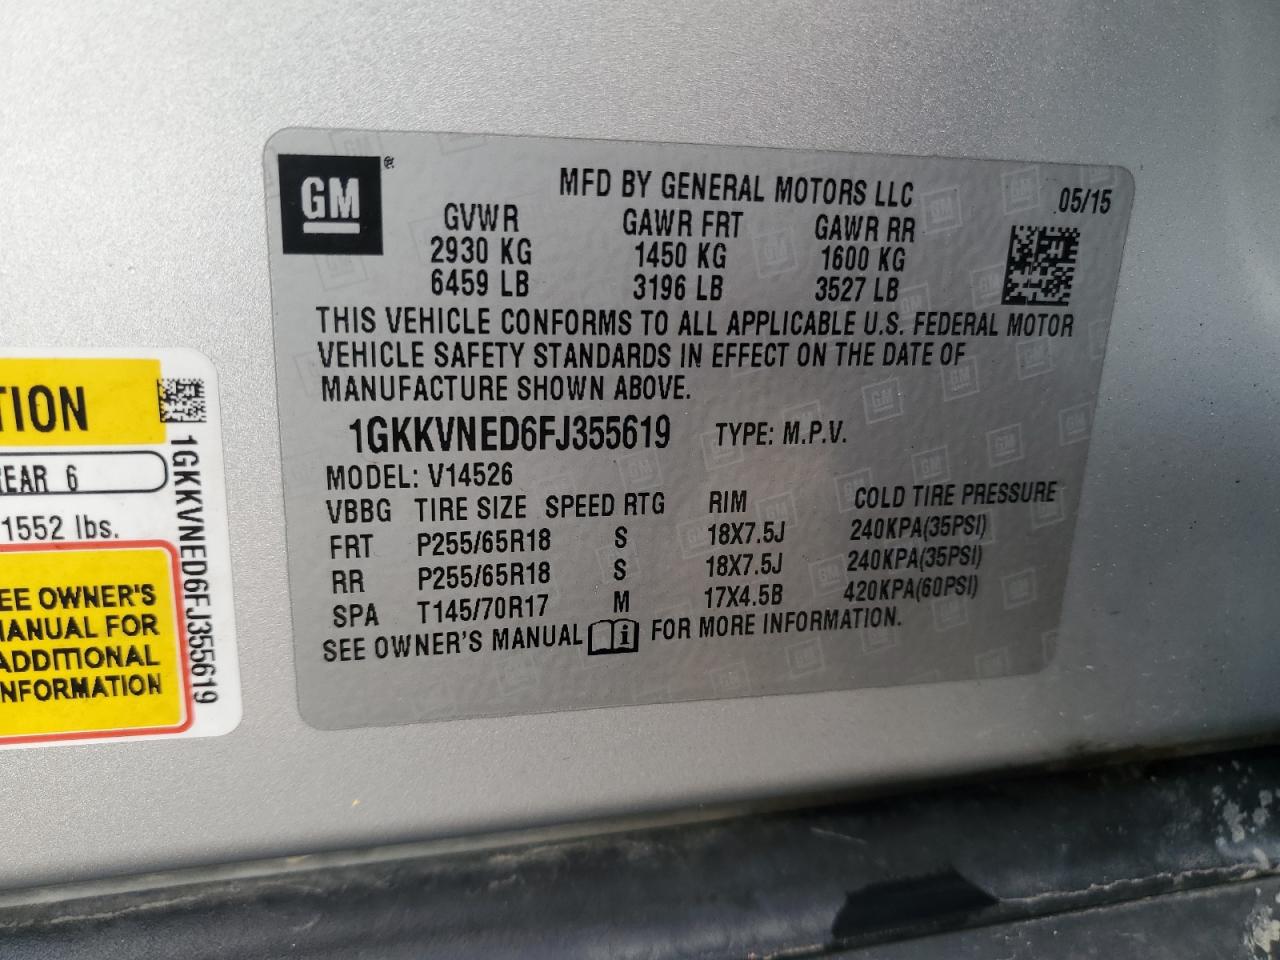 GM ®
MFD BY GENERAL MOTORS LLC 05/15
GVWR GAWR FRT GAWR RR
2930 KG 1450 KG 1600 KG
6459 LB 3196 LB 3527 LB
THIS VEHICLE CONFORMS TO ALL APPLICABLE U.S. FEDERAL MOTOR
VEHICLE SAFETY STANDARDS IN EFFECT ON THE DATE OF
MANUFACTURE SHOWN ABOVE.
1GKKVNED6FJ355619 TYPE: M.P.V.
MODEL: V14526
VBBG TIRE SIZE SPEED RTG RIM COLD TIRE PRESSURE
FRT P255/65R18 S 18X7.5J 240KPA(35PSI)
RR P255/65R18 S 18X7.5J 240KPA(35PSI)
SPA T145/70R17 M 17X4.5B 420KPA(60PSI)
SEE OWNER'S MANUAL i FOR MORE INFORMATION.
TION
EAR 6
1552 lbs.
EE OWNER'S
ANUAL FOR
ADDITIONAL
NFORMATION
1GKKVNED6FJ355619